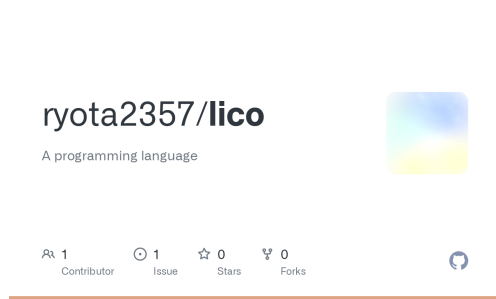 ryota2357/lico
A programming language
1 1 0 0
Contributor Issue Stars Forks